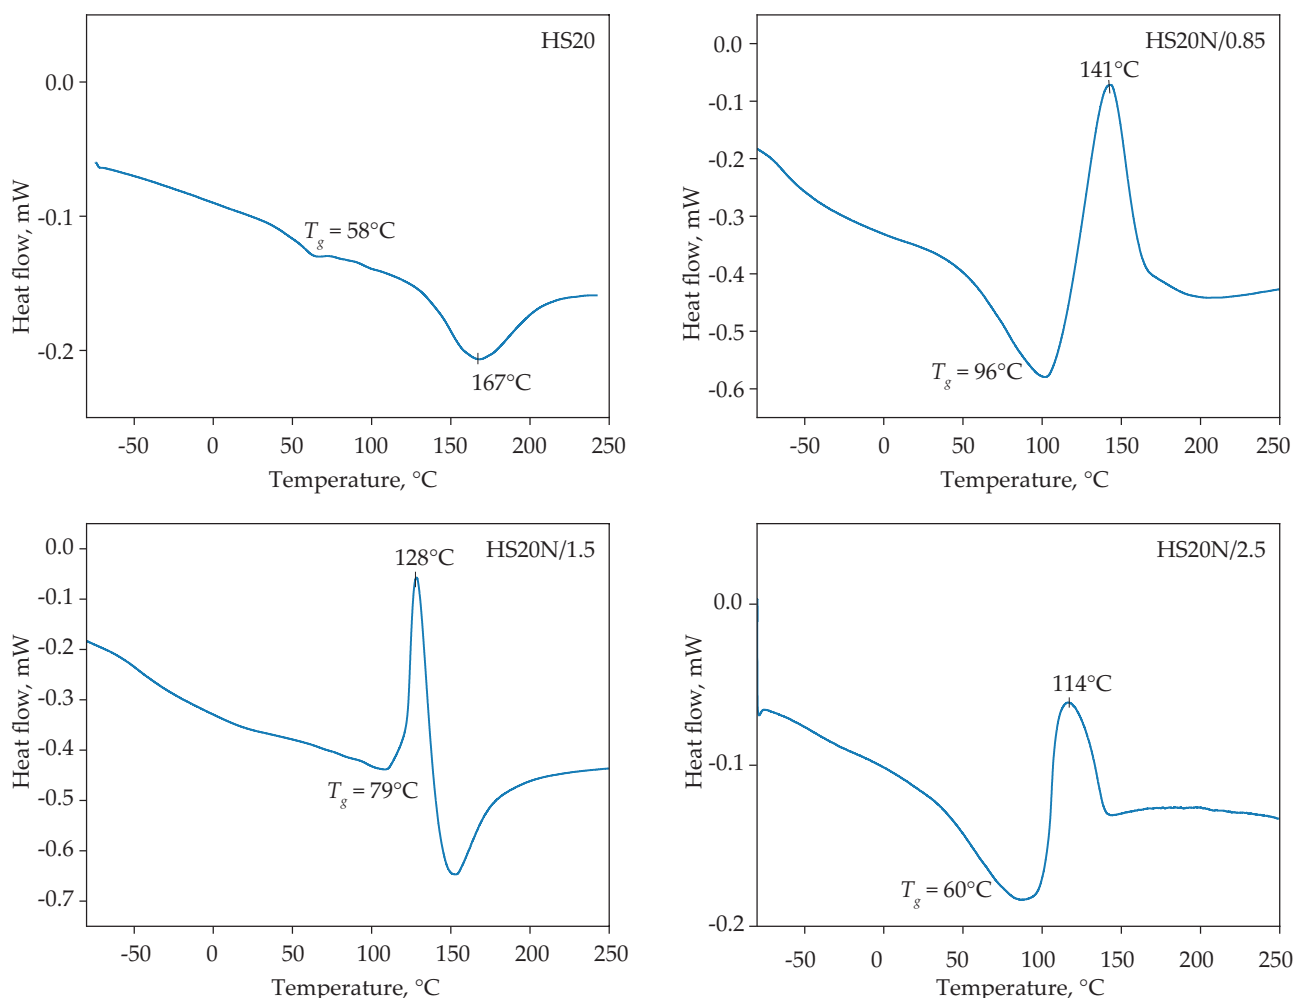 HS20
0.0
-0.1
-0.2
Heat flow, mW
T_g = 58°C
167°C
-50 0 50 100 150 200 250
Temperature, °C
HS20N/0.85
0.0
-0.1
-0.2
-0.3
-0.4
-0.5
-0.6
Heat flow, mW
141°C
T_g = 96°C
-50 0 50 100 150 200 250
Temperature, °C
HS20N/1.5
0.0
-0.1
-0.2
-0.3
-0.4
-0.5
-0.6
-0.7
Heat flow, mW
128°C
T_g = 79°C
-50 0 50 100 150 200 250
Temperature, °C
HS20N/2.5
0.0
-0.1
-0.2
Heat flow, mW
114°C
T_g = 60°C
-50 0 50 100 150 200 250
Temperature, °C